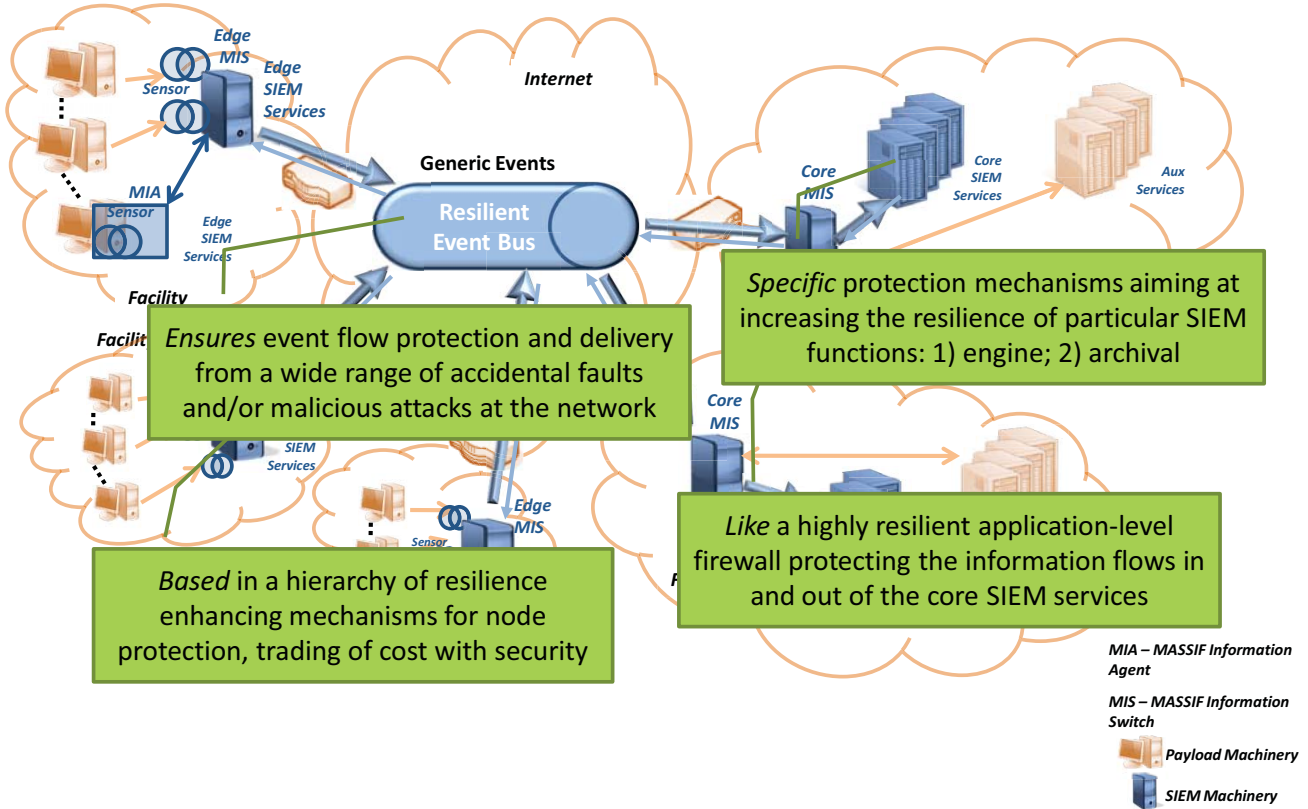 Edge
MIS
Edge
SIEM
Services
Sensor
MIA
Sensor
Edge
SIEM
Services
Facility
Internet
Generic Events
Resilient
Event Bus
Core
MIS
Core
SIEM
Services
Aux
Services
Specific protection mechanisms aiming at
increasing the resilience of particular SIEM
functions: 1) engine; 2) archival
Facility
Ensures event flow protection and delivery
from a wide range of accidental faults
and/or malicious attacks at the network
SIEM
Services
Core
MIS
Edge
MIS
Sensor
Like a highly resilient application-level
firewall protecting the information flows in
and out of the core SIEM services
Based in a hierarchy of resilience
enhancing mechanisms for node
protection, trading of cost with security
MIA – MASSIF Information
Agent
MIS – MASSIF Information
Switch
Payload Machinery
SIEM Machinery